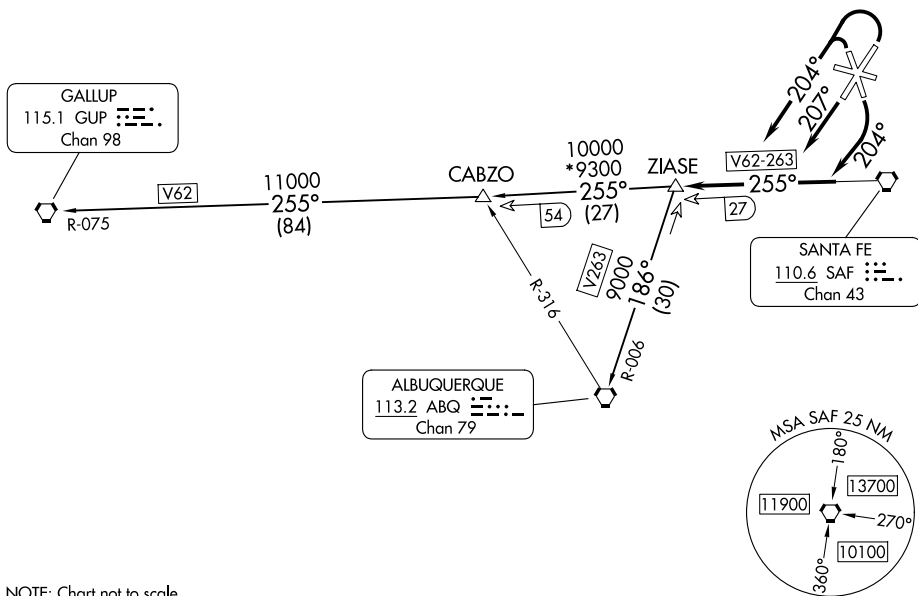 204°
207°
204°
GALLUP
115.1 GUP
Chan 98
V62
11000
255°
(84)
R-075
CABZO
10000
*9300
255°
(27)
54
ZIASE
V62-263
255°
27
SANTA FE
110.6 SAF
Chan 43
R-316
V263
9000
186°
(30)
R-006
ALBUQUERQUE
113.2 ABQ
Chan 79
MSA SAF 25 NM
180°
13700
11900
270°
10100
360°
NOTE: Chart not to scale